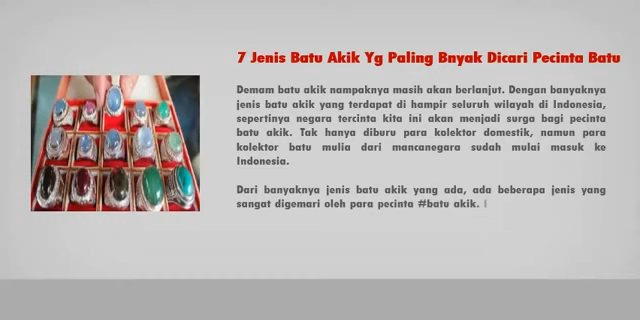 7 Jenis Batu Akik Yg Paling Bnyak Dicari Pecinta Batu
Demam batu akik nampaknya masih akan berlanjut. Dengan banyaknya
jenis batu akik yang terdapat di hampir seluruh wilayah di Indonesia,
sepertinya negara tercinta kita ini akan menjadi surga bagi pecinta
batu akik. Tak hanya diburu para kolektor domestik, namun para
kolektor batu mulia dari mancanegara sudah mulai masuk ke
Indonesia.
Dari banyaknya jenis batu akik yang ada, ada beberapa jenis yang
sangat digemari oleh para pecinta #batu akik.